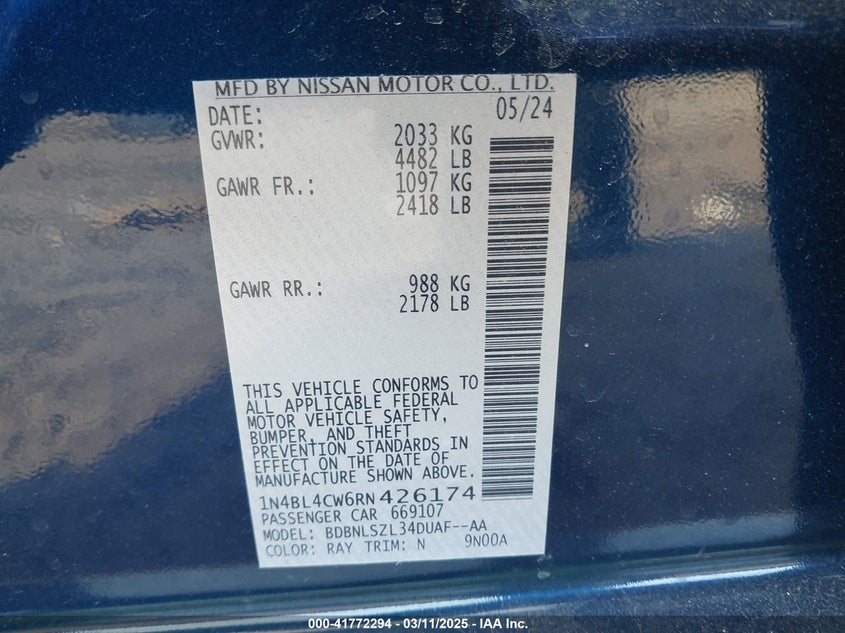 MFD BY NISSAN MOTOR CO., LTD.
DATE: 05/24
GVWR: 2033 KG
4482 LB
GAWR FR.: 1097 KG
2418 LB
GAWR RR.: 988 KG
2178 LB
THIS VEHICLE CONFORMS TO
ALL APPLICABLE FEDERAL
MOTOR VEHICLE SAFETY,
BUMPER, AND THEFT
PREVENTION STANDARDS IN
EFFECT ON THE DATE OF
MANUFACTURE SHOWN ABOVE.
1N4BL4CW6RN426174
PASSENGER CAR 669107
MODEL: BDBNLSZL34DUAF--AA
COLOR: RAY TRIM: N 9N00A
000-41772294 - 03/11/2025 - IAA Inc.